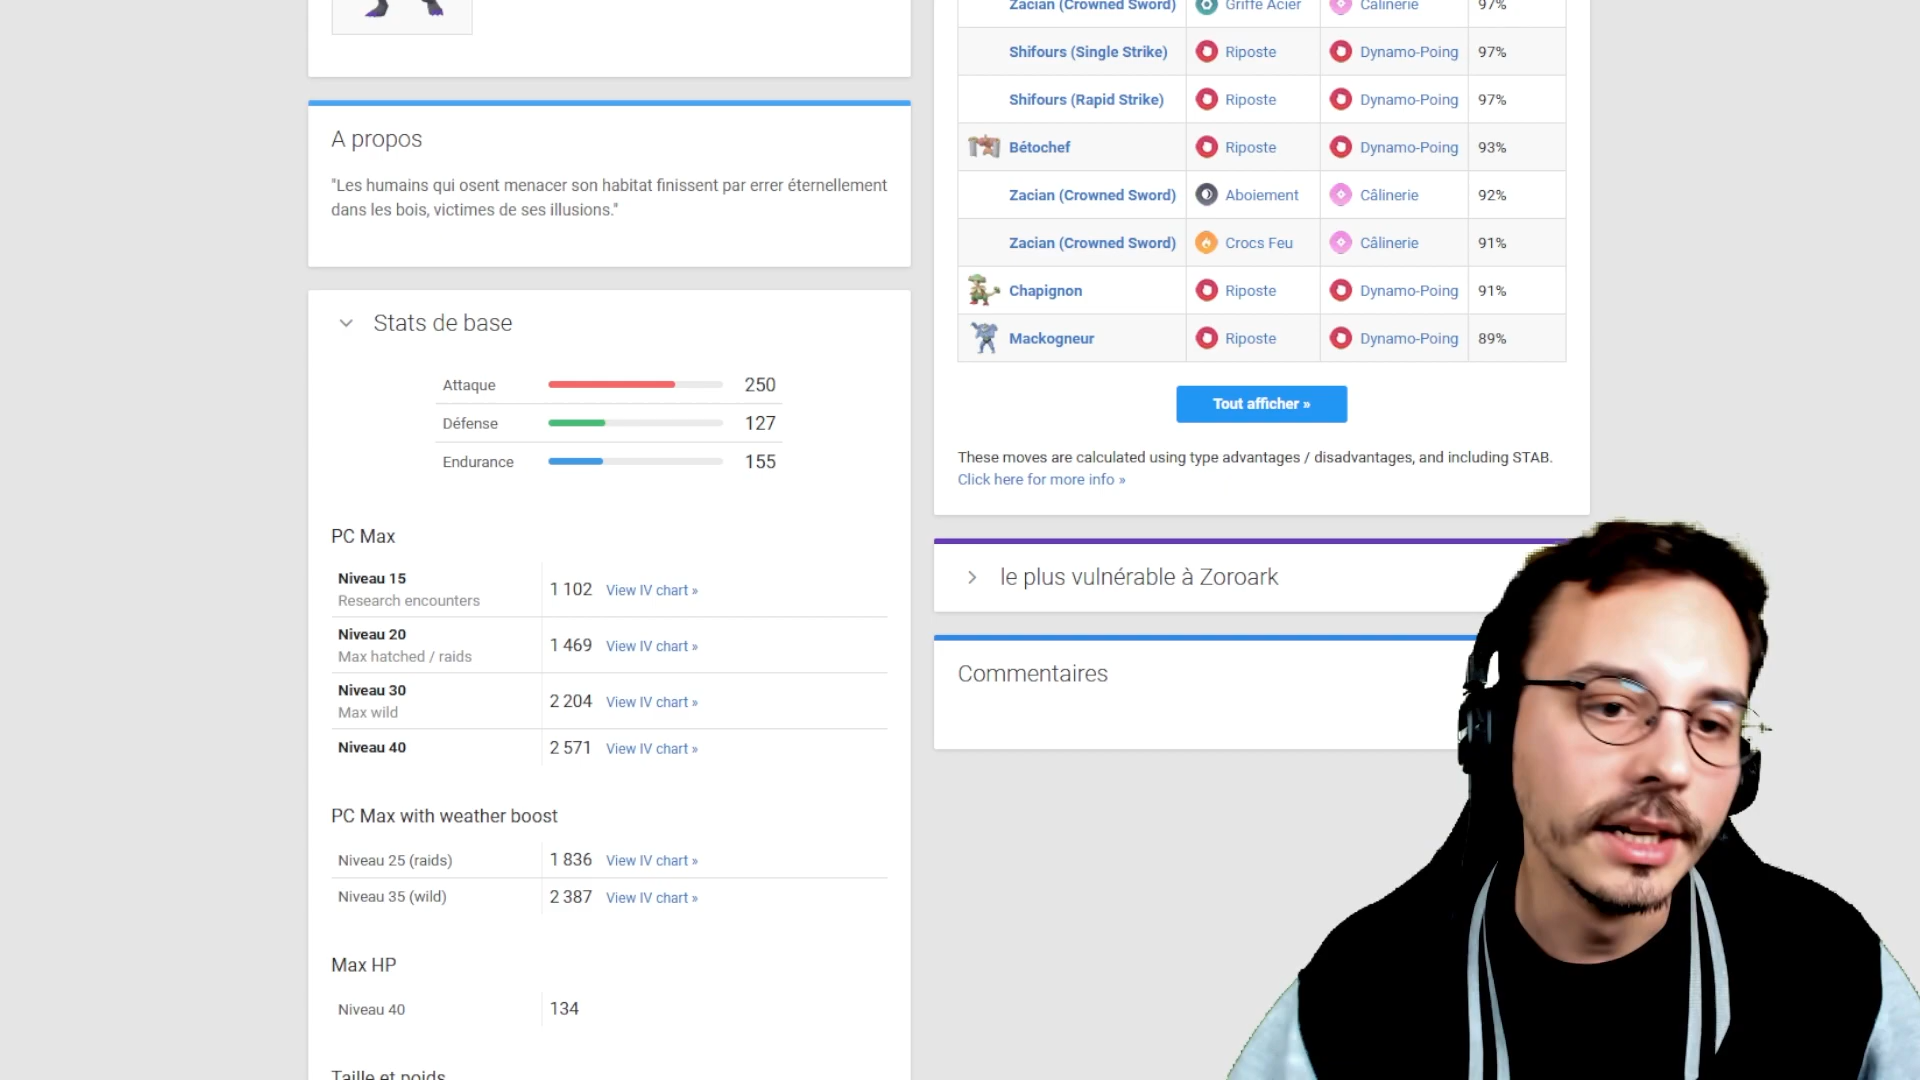 A propos
"Les humains qui osent menacer son habitat finissent par errer éternellement
dans les bois, victimes de ses illusions."
Stats de base
Attaque 250
Défense 127
Endurance 155
PC Max
Niveau 15
Research encounters
1 102 View IV chart »
Niveau 20
Max hatched / raids
1 469 View IV chart »
Niveau 30
Max wild
2 204 View IV chart »
Niveau 40 2 571 View IV chart »
PC Max with weather boost
Niveau 25 (raids) 1 836 View IV chart »
Niveau 35 (wild) 2 387 View IV chart »
Max HP
Niveau 40 134
Taille et poids
Zacian (Crowned Sword) Griffe Acier Câlinerie 97%
Shifours (Single Strike) Riposte Dynamo-Poing 97%
Shifours (Rapid Strike) Riposte Dynamo-Poing 97%
Bétochef Riposte Dynamo-Poing 93%
Zacian (Crowned Sword) Aboiement Câlinerie 92%
Zacian (Crowned Sword) Crocs Feu Câlinerie 91%
Chapignon Riposte Dynamo-Poing 91%
Mackogneur Riposte Dynamo-Poing 89%
Tout afficher »
These moves are calculated using type advantages / disadvantages, and including STAB.
Click here for more info »
le plus vulnérable à Zoroark
Commentaires